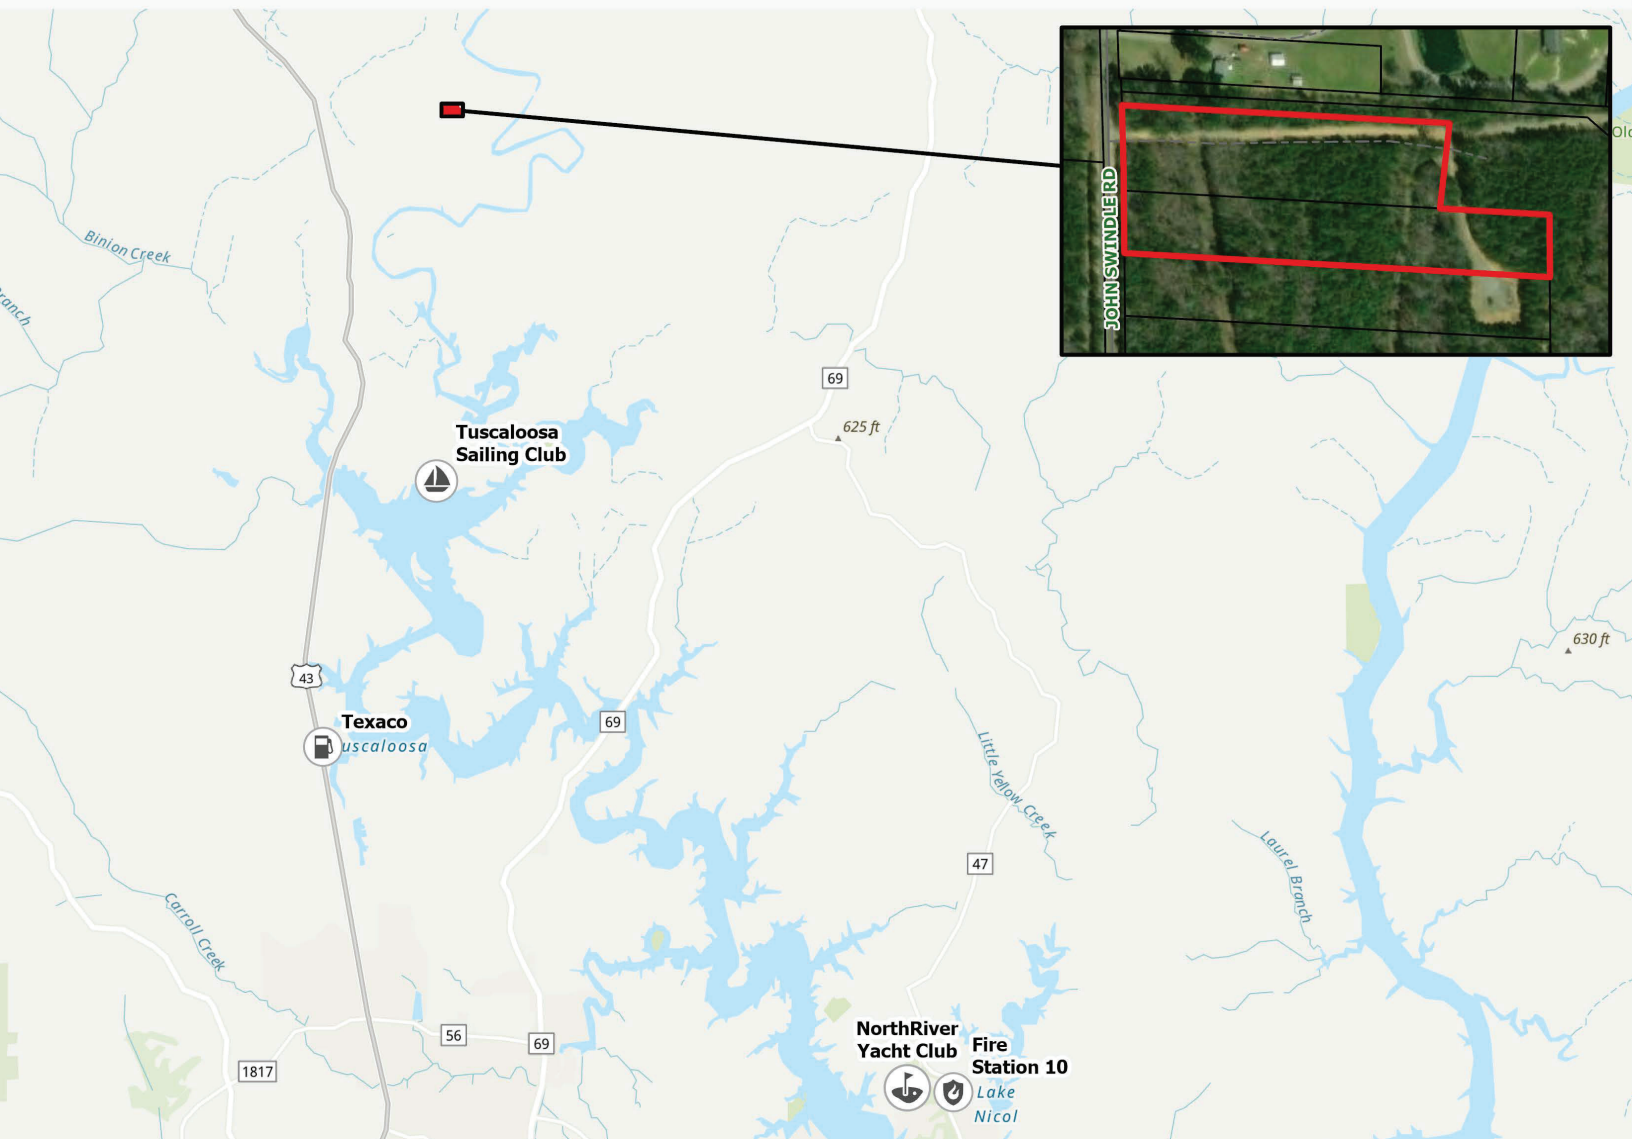 Old
JOHN SWINDLE RD
Binion Creek
ranch
69
625 ft
Tuscaloosa
Sailing Club
630 ft
43
Texaco
uscaloosa
69
Little Yellow Creek
47
Laurel Branch
Carroll Creek
56
69
1817
NorthRiver
Yacht Club
Fire
Station 10
Lake
Nicol